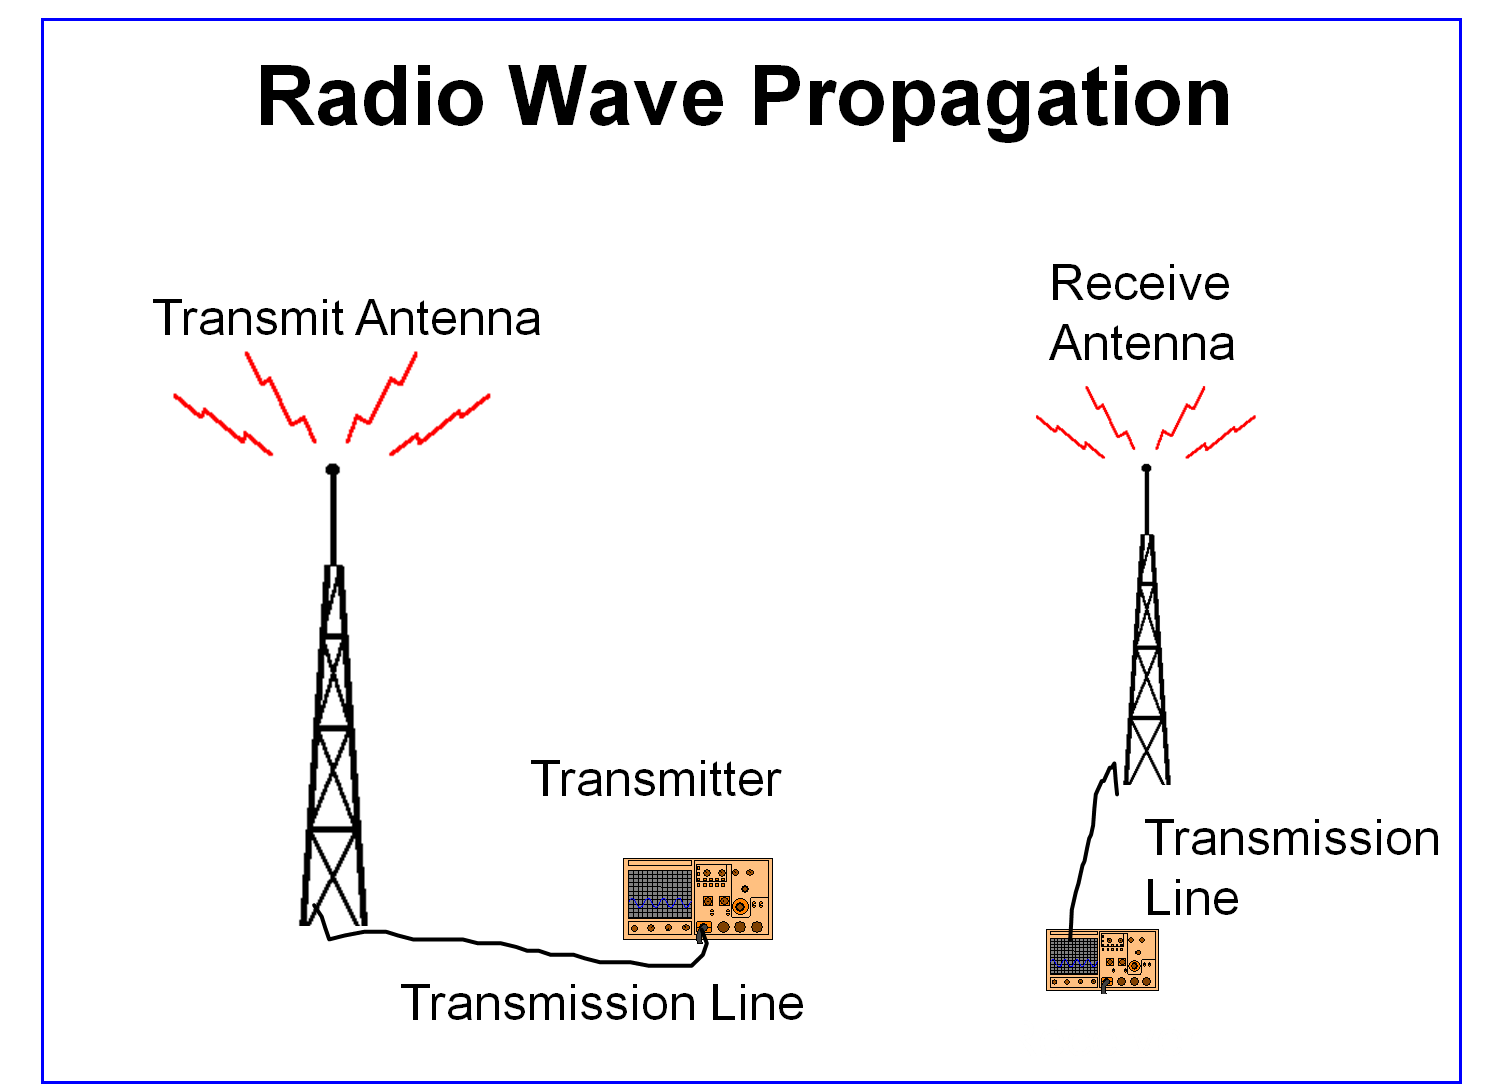 Radio Wave Propagation
Transmit Antenna
Receive
Antenna
Transmitter
Transmission
Line
Transmission Line